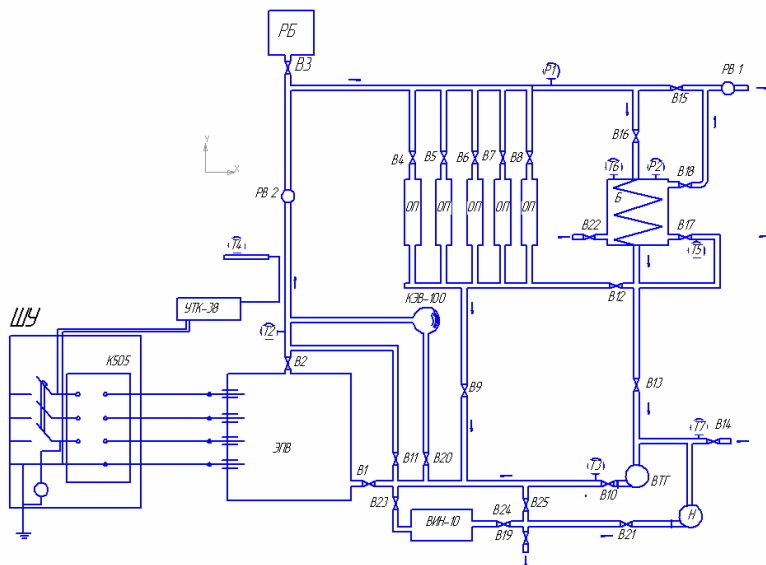 РБ
В3
Р1
РВ 1
В15
В16
В4
В5
В6
В7
В8
Т6
Р2
В18
РВ 2
ОП
ОП
ОП
ОП
ОП
Б
В22
В17
Т5
Y
X
Т4
УТК-38
КЭВ-100
В12
ШУ
Т2
К505
В2
В9
В13
Т7
В14
ЭПВ
В11
В20
Т3
В1
В10
ВТГ
В23
В25
ВИН-10
В24
В19
В21
Н